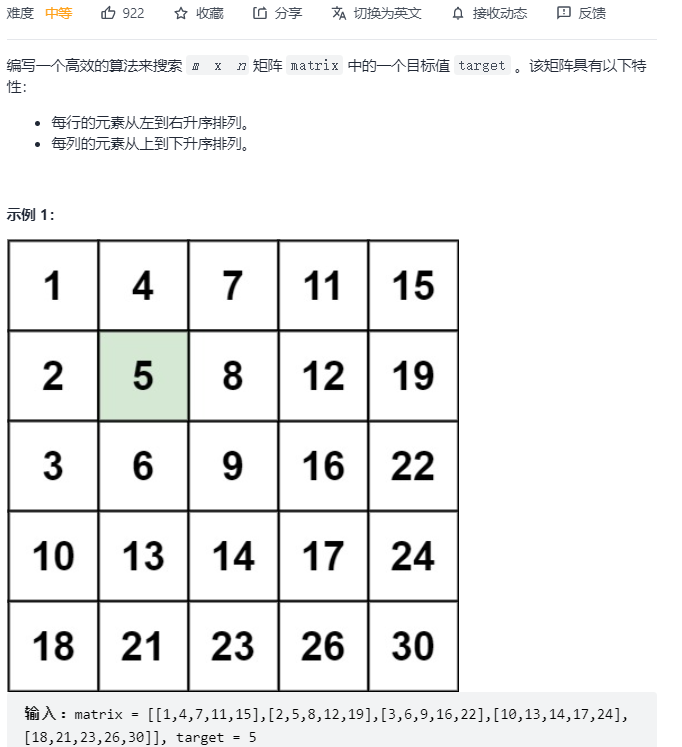 难度 中等 922 收藏 分享 切换为英文 接收动态 反馈
编写一个高效的算法来搜索 m x n 矩阵 matrix 中的一个目标值 target 。该矩阵具有以下特
性：
• 每行的元素从左到右升序排列。
• 每列的元素从上到下升序排列。
示例 1：
1 4 7 11 15
2 5 8 12 19
3 6 9 16 22
10 13 14 17 24
18 21 23 26 30
输入：matrix = [[1,4,7,11,15],[2,5,8,12,19],[3,6,9,16,22],[10,13,14,17,24],
[18,21,23,26,30]], target = 5